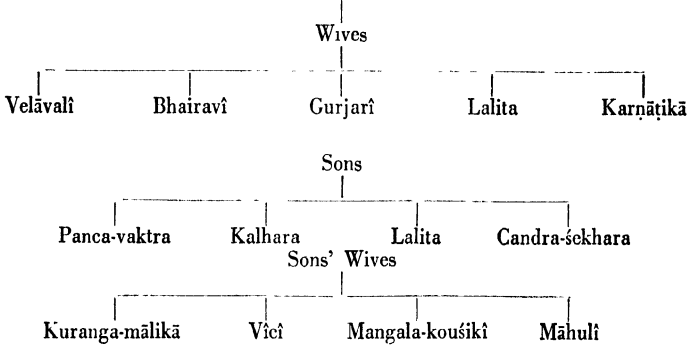 Wives
Velāvalî Bhairavî Gurjarî Lalita Karṇāṭikā
Sons
Panca-vaktra Kalhara Lalita Candra-śekhara
Sons' Wives
Kuranga-mālikā Vîcî Mangala-kouśikî Māhulî